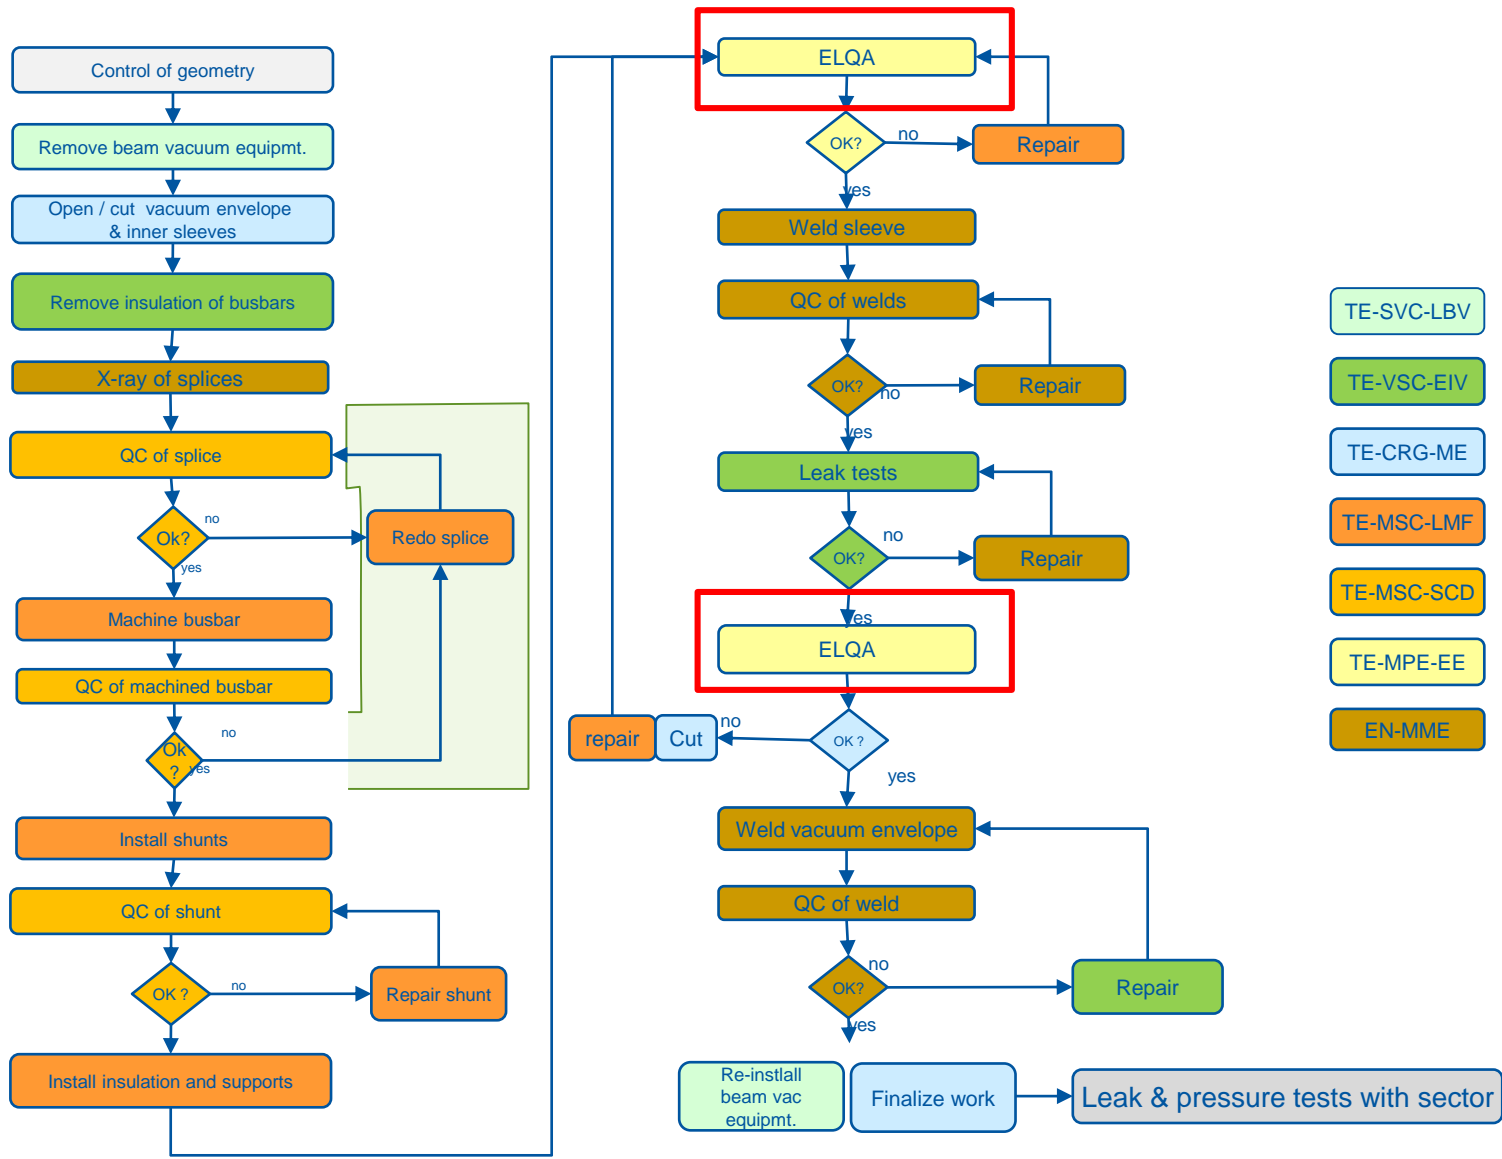 Control of geometry
Remove beam vacuum equipmt.
Open / cut vacuum envelope
& inner sleeves
Remove insulation of busbars
X-ray of splices
QC of splice
Ok?
no
yes
Redo splice
Machine busbar
QC of machined busbar
Ok
?
no
yes
Install shunts
QC of shunt
OK ?
no
Repair shunt
Install insulation and supports
ELQA
OK?
no
Repair
yes
Weld sleeve
QC of welds
OK?
no
Repair
yes
Leak tests
OK?
no
Repair
yes
ELQA
OK ?
no
Cut
repair
yes
Weld vacuum envelope
QC of weld
OK?
no
Repair
yes
Re-instlall
beam vac
equipmt.
Finalize work
Leak & pressure tests with sector
TE-SVC-LBV
TE-VSC-EIV
TE-CRG-ME
TE-MSC-LMF
TE-MSC-SCD
TE-MPE-EE
EN-MME